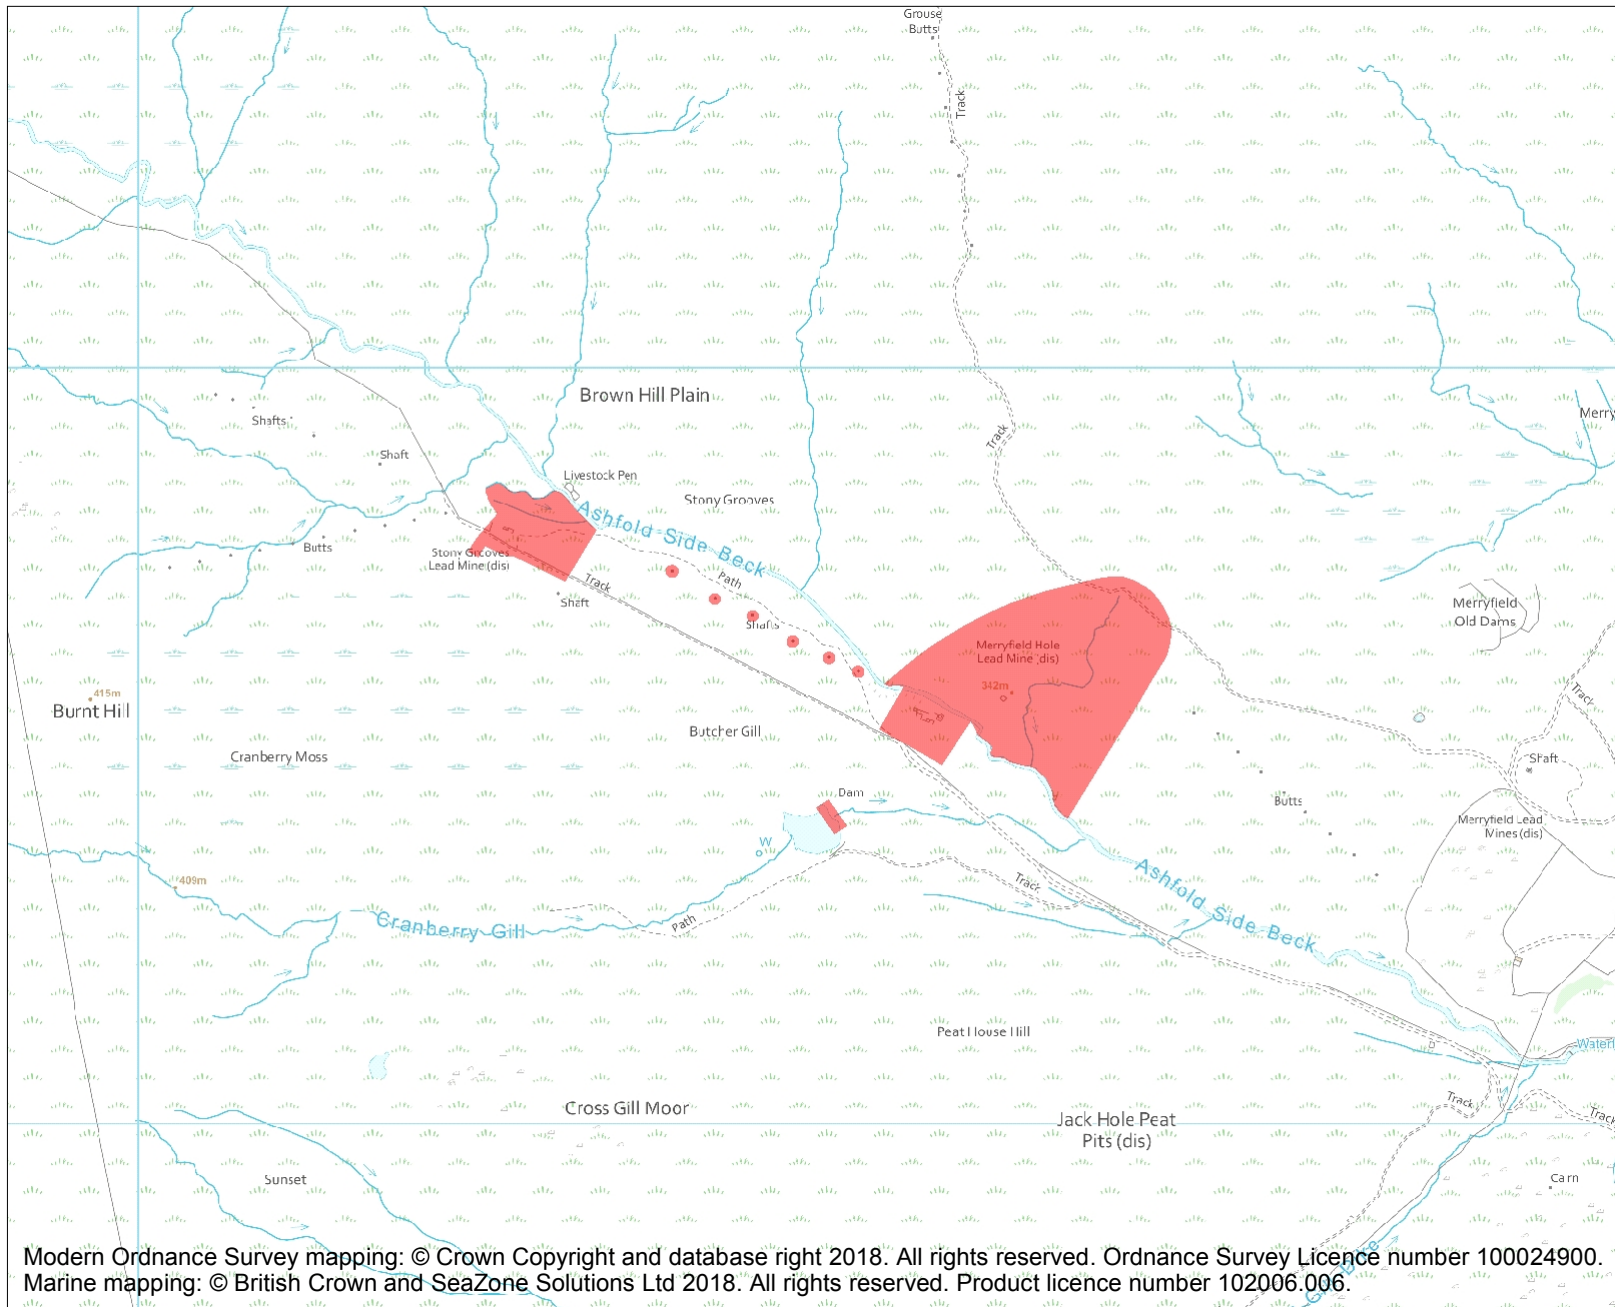 Grouse
Butts
Track
Brown Hill Plain
Merry
Shafts
Track
Shaft
Livestock Pen
Stony Grooves
Ashfold Side Beck
Butts
Stony Grooves
Lead Mine (dis)
Track
Path
Shaft
Shafts
Merryfield
Old Dams
Merryfield Hole
Lead Mine (dis)
342m
415m
Burnt Hill
Track
Butcher Gill
Cranberry Moss
Shaft
Dam
Butts
Merryfield Lead
Mines (dis)
W
409m
Track
Ashfold Side Beck
Cranberry Gill
Path
Peat House Hill
Waterf
Track
Cross Gill Moor
Track
Jack Hole Peat
Pits (dis)
Sunset
Carn
Modern Ordnance Survey mapping: © Crown Copyright and database right 2018. All rights reserved. Ordnance Survey Licence number 100024900.
Marine mapping: © British Crown and SeaZone Solutions Ltd 2018. All rights reserved. Product licence number 102006.006.